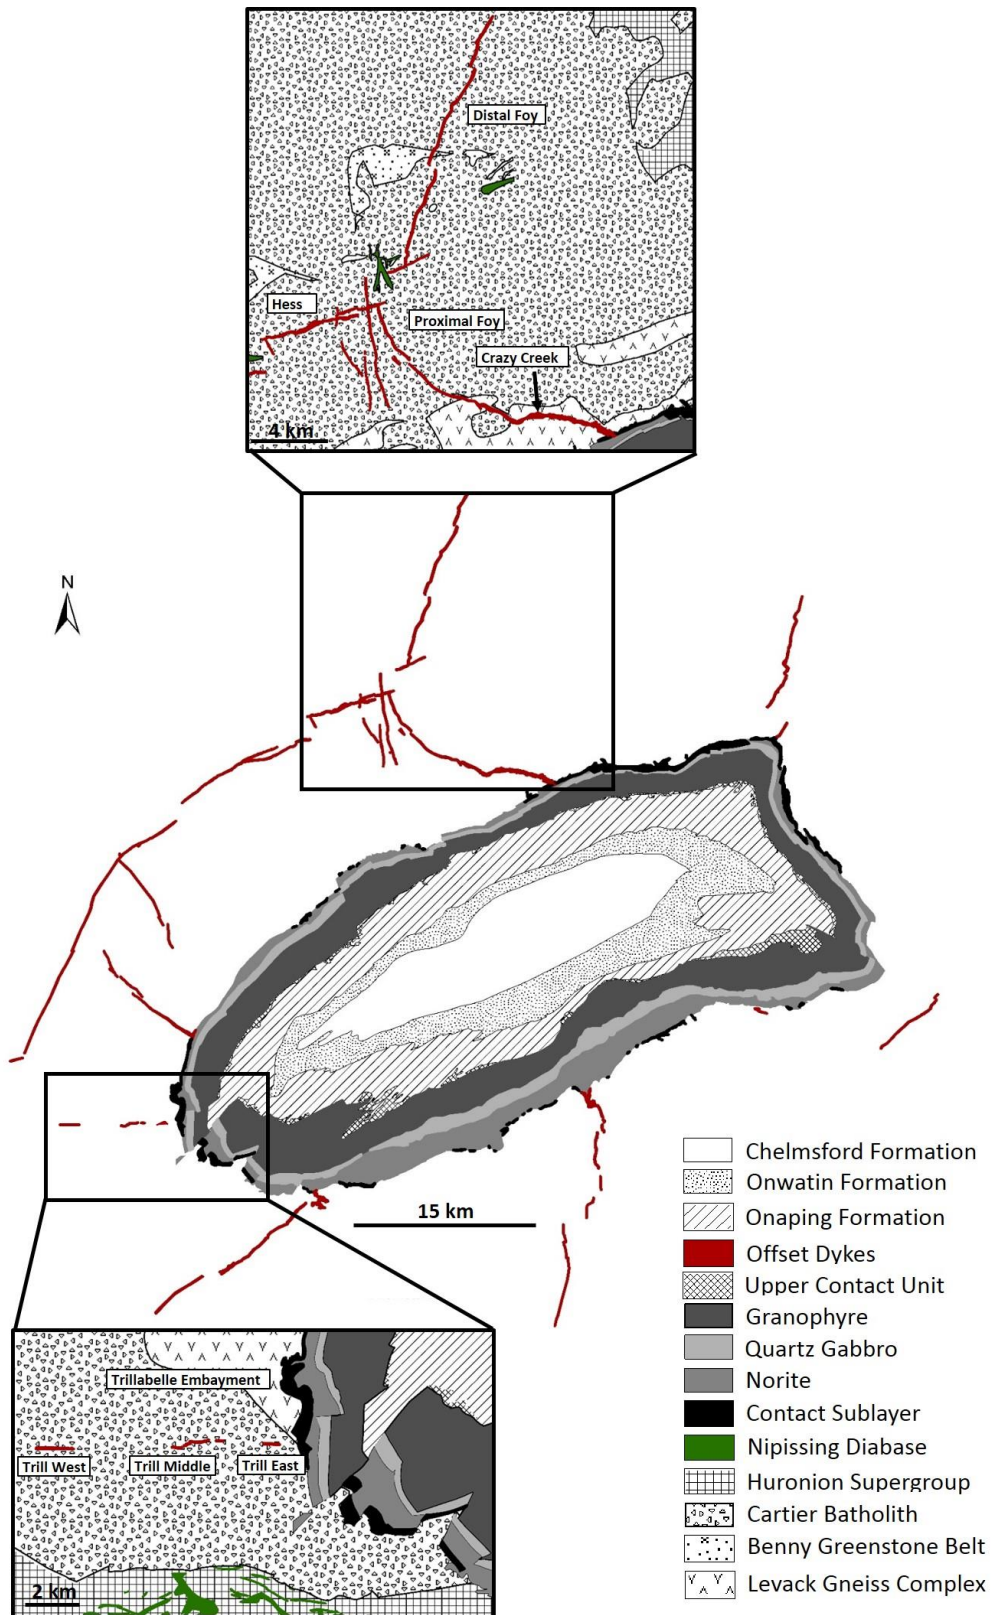 Distal Foy
Hess
Proximal Foy
Crazy Creek
4 km
N
15 km
Chelmsford Formation
Onwatin Formation
Onaping Formation
Offset Dykes
Upper Contact Unit
Granophyre
Quartz Gabbro
Norite
Contact Sublayer
Nipissing Diabase
Huronion Supergroup
Cartier Batholith
Benny Greenstone Belt
Levack Gneiss Complex
Trillabelle Embayment
Trill West
Trill Middle
Trill East
2 km